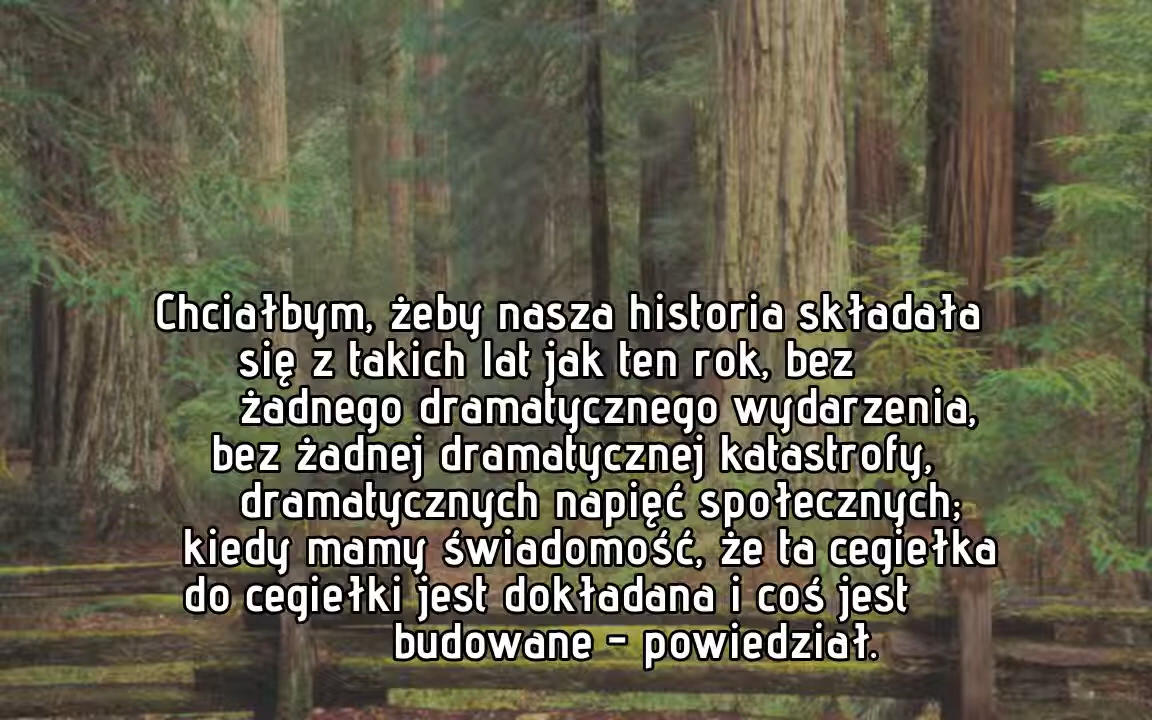 Chciałbym, żeby nasza historia składała
się z takich lat jak ten rok, bez
żadnego dramatycznego wydarzenia,
bez żadnej dramatycznej katastrofy,
dramatycznych napięć społecznych;
kiedy mamy świadomość, że ta cegiełka
do cegiełki jest dokładana i coś jest
budowane - powiedział.